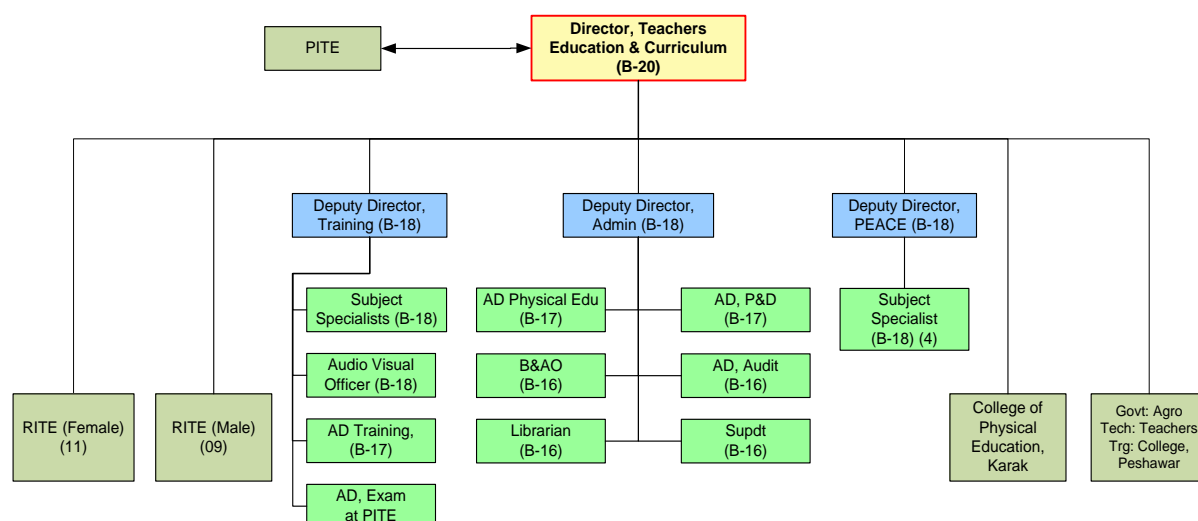 PITE
Director, Teachers
Education & Curriculum
(B-20)
Deputy Director,
Training (B-18)
Deputy Director,
Admin (B-18)
Deputy Director,
PEACE (B-18)
Subject
Specialists (B-18)
AD Physical Edu
(B-17)
AD, P&D
(B-17)
Subject
Specialist
(B-18) (4)
Audio Visual
Officer (B-18)
B&AO
(B-16)
AD, Audit
(B-16)
RITE (Female)
(11)
RITE (Male)
(09)
AD Training,
(B-17)
Librarian
(B-16)
Supdt
(B-16)
College of
Physical
Education,
Karak
Govt: Agro
Tech: Teachers
Trg: College,
Peshawar
AD, Exam
at PITE